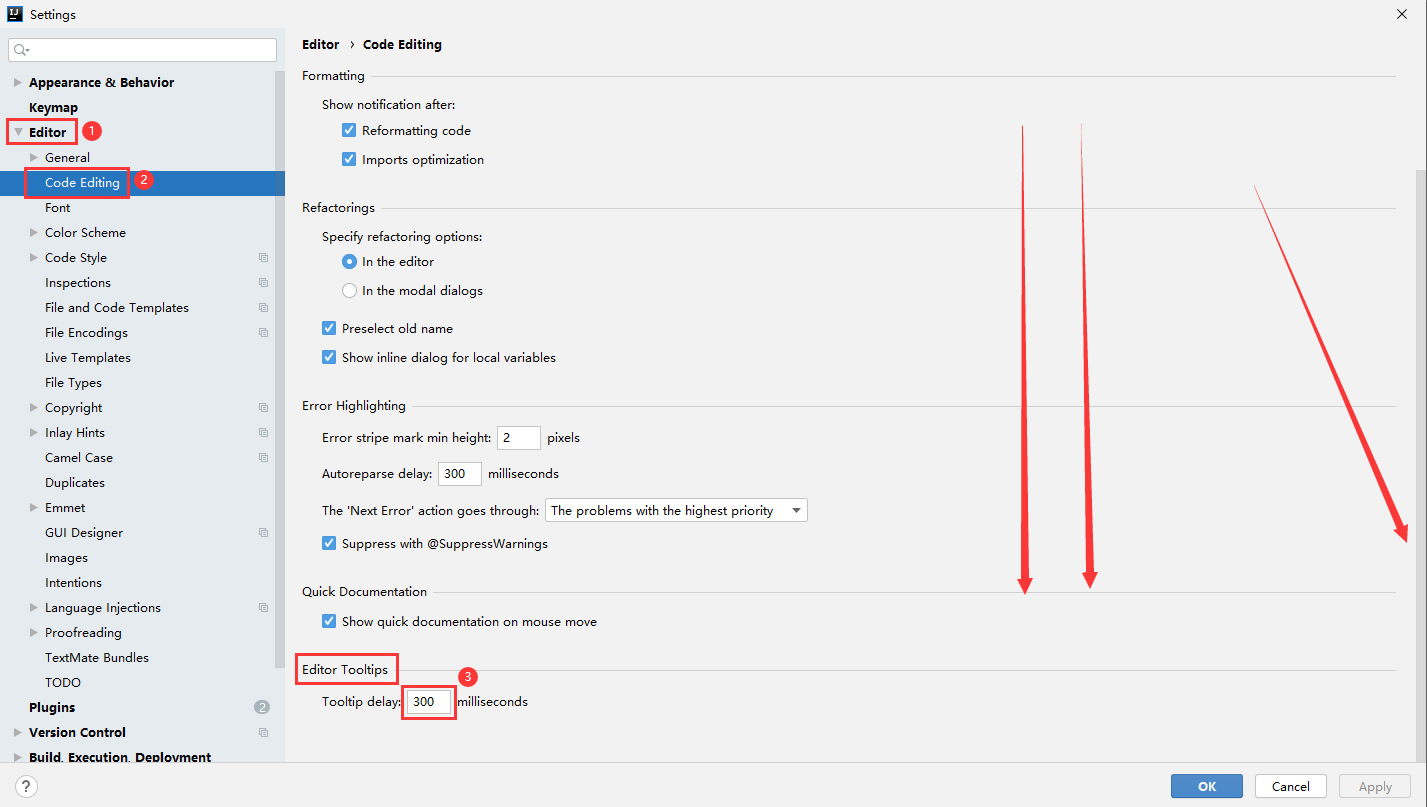 Settings
Appearance & Behavior
Keymap
Editor 1
General
Code Editing 2
Font
Color Scheme
Code Style
Inspections
File and Code Templates
File Encodings
Live Templates
File Types
Copyright
Inlay Hints
Camel Case
Duplicates
Emmet
GUI Designer
Images
Intentions
Language Injections
Proofreading
TextMate Bundles
TODO
Plugins 2
Version Control
Build, Execution, Deployment
Editor › Code Editing
Formatting
Show notification after:
Reformatting code
Imports optimization
Refactorings
Specify refactoring options:
In the editor
In the modal dialogs
Preselect old name
Show inline dialog for local variables
Error Highlighting
Error stripe mark min height: 2 pixels
Autoreparse delay: 300 milliseconds
The 'Next Error' action goes through: The problems with the highest priority
Suppress with @SuppressWarnings
Quick Documentation
Show quick documentation on mouse move
Editor Tooltips
3
Tooltip delay: 300 milliseconds
? OK Cancel Apply